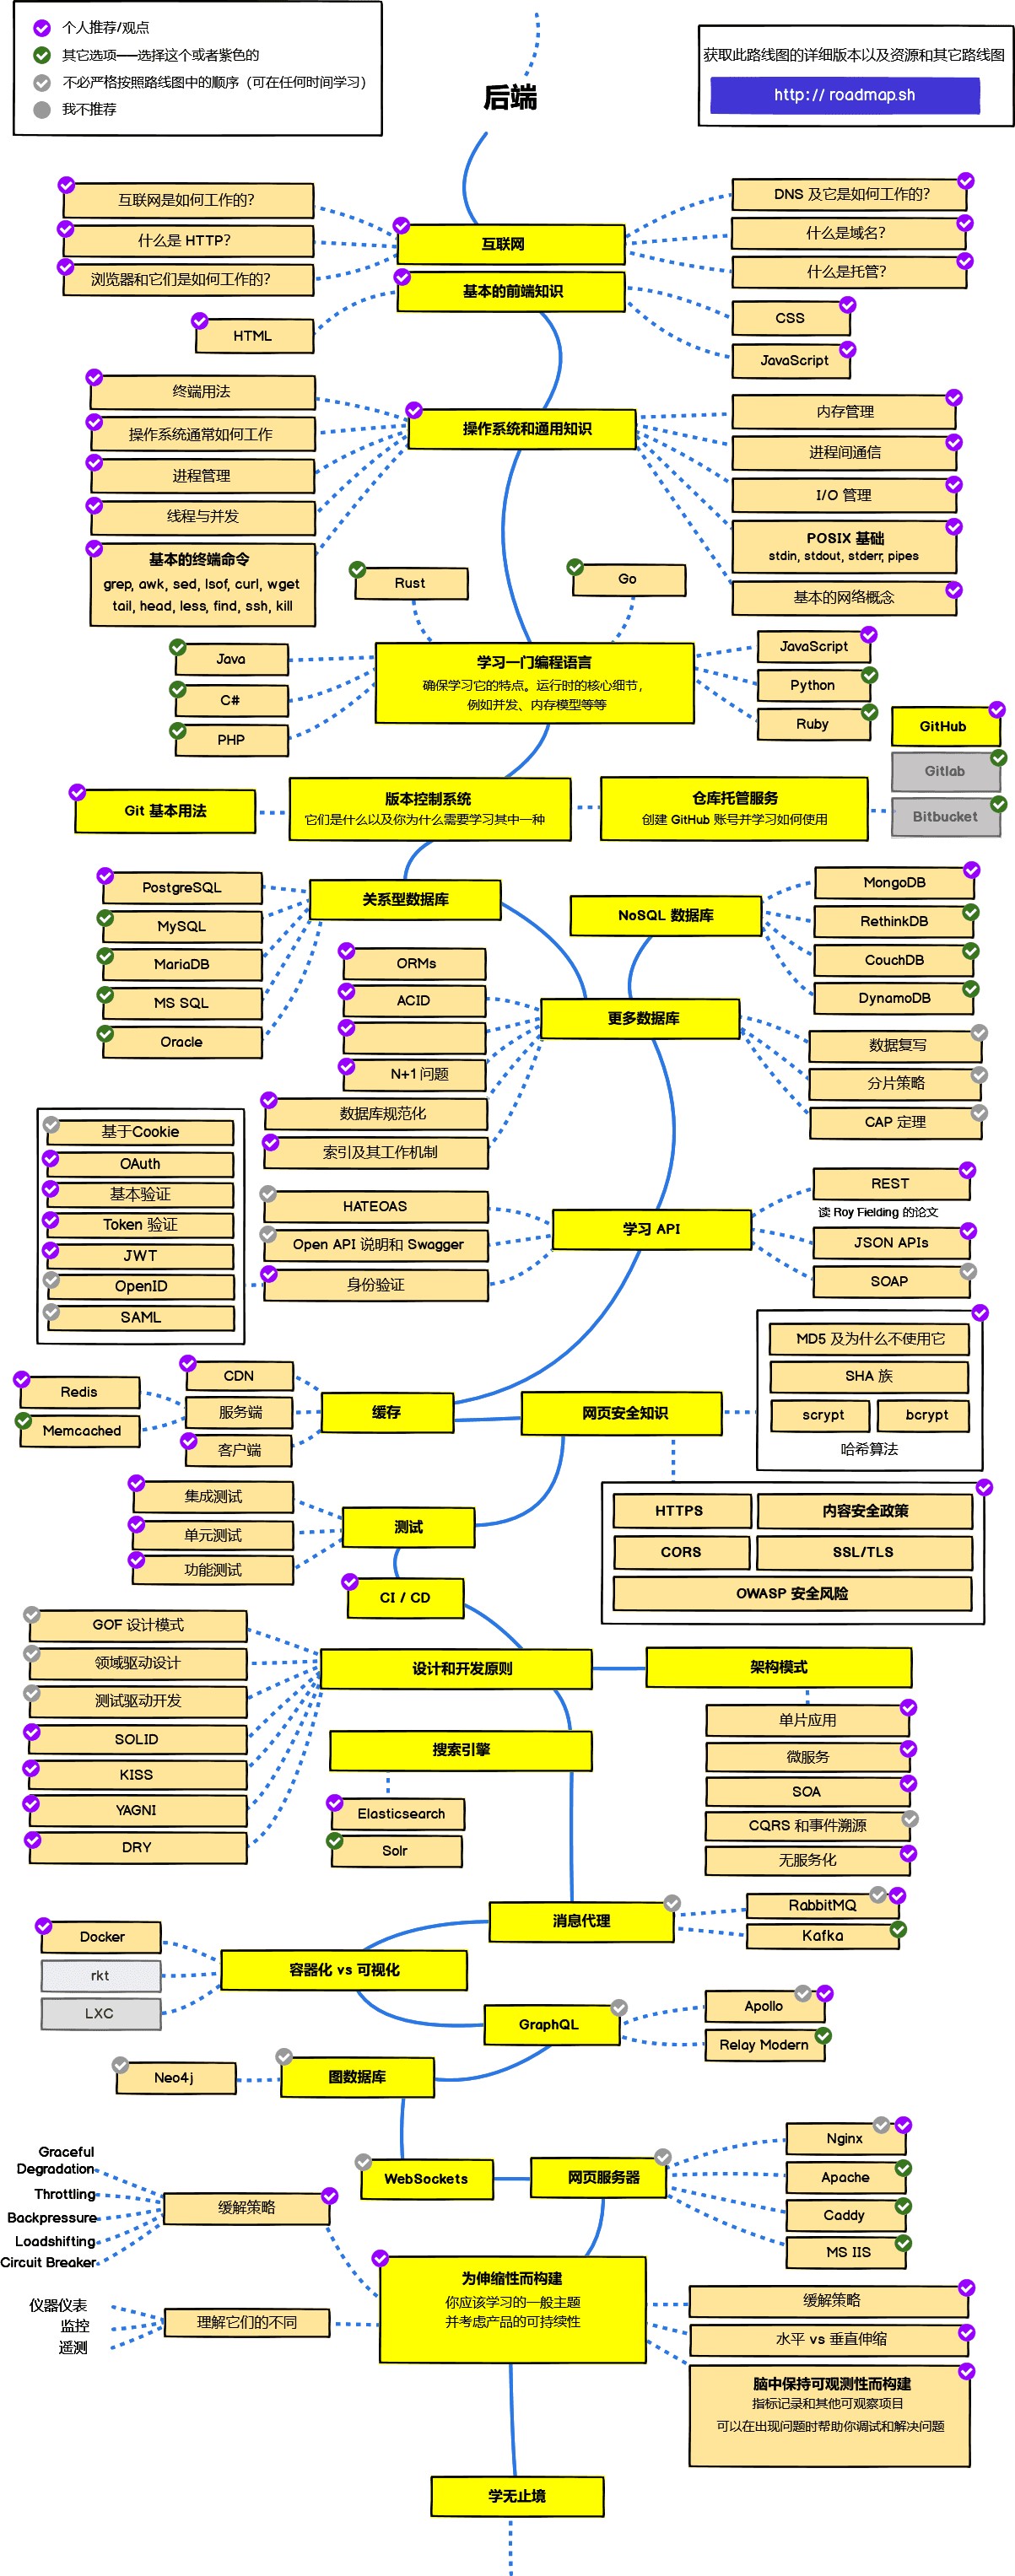 个人推荐/观点
其它选项——选择这个或者紫色的
不必严格按照路线图中的顺序（可在任何时间学习）
我不推荐
获取此路线图的详细版本以及资源和其它路线图
http:// roadmap.sh
后端
互联网是如何工作的?
什么是 HTTP?
浏览器和它们是如何工作的?
互联网
DNS 及它是如何工作的?
什么是域名?
什么是托管?
基本的前端知识
HTML
CSS
JavaScript
终端用法
操作系统通常如何工作
进程管理
线程与并发
基本的终端命令
grep, awk, sed, lsof, curl, wget
tail, head, less, find, ssh, kill
操作系统和通用知识
内存管理
进程间通信
I/O 管理
POSIX 基础
stdin, stdout, stderr, pipes
基本的网络概念
Rust
Go
Java
C#
PHP
学习一门编程语言
确保学习它的特点。运行时的核心细节，
例如并发、内存模型等等
JavaScript
Python
Ruby
GitHub
Gitlab
Bitbucket
Git 基本用法
版本控制系统
它们是什么以及你为什么需要学习其中一种
仓库托管服务
创建 GitHub 账号并学习如何使用
PostgreSQL
MySQL
MariaDB
MS SQL
Oracle
关系型数据库
NoSQL 数据库
MongoDB
RethinkDB
CouchDB
DynamoDB
ORMs
ACID
N+1 问题
数据库规范化
索引及其工作机制
更多数据库
数据复写
分片策略
CAP 定理
基于Cookie
OAuth
基本验证
Token 验证
JWT
OpenID
SAML
HATEOAS
Open API 说明和 Swagger
身份验证
学习 API
REST
读 Roy Fielding 的论文
JSON APIs
SOAP
Redis
Memcached
CDN
服务端
客户端
缓存
网页安全知识
MD5 及为什么不使用它
SHA 族
scrypt
bcrypt
哈希算法
HTTPS
内容安全政策
CORS
SSL/TLS
OWASP 安全风险
集成测试
单元测试
功能测试
测试
CI / CD
GOF 设计模式
领域驱动设计
测试驱动开发
SOLID
KISS
YAGNI
DRY
设计和开发原则
架构模式
单片应用
微服务
SOA
CQRS 和事件溯源
无服务化
搜索引擎
Elasticsearch
Solr
消息代理
RabbitMQ
Kafka
Docker
rkt
LXC
容器化 vs 可视化
GraphQL
Apollo
Relay Modern
Neo4j
图数据库
WebSockets
网页服务器
Nginx
Apache
Caddy
MS IIS
Graceful
Degradation
Throttling
Backpressure
Loadshifting
Circuit Breaker
缓解策略
仪器仪表
监控
遥测
理解它们的不同
为伸缩性而构建
你应该学习的一般主题
并考虑产品的可持续性
缓解策略
水平 vs 垂直伸缩
脑中保持可观测性而构建
指标记录和其他可观察项目
可以在出现问题时帮助你调试和解决问题
学无止境